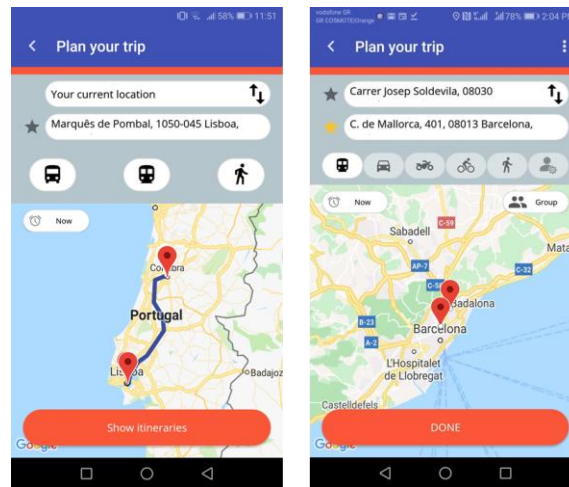 58% 11:51
Plan your trip
Your current location
Marquês de Pombal, 1050-045 Lisboa,
Now
Coimbra
Portugal
Lisboa
Badajoz
Show itineraries
Google
vodafone GR
GR COSMOTE/Orange
78% 2:04 PM
Plan your trip
Carrer Josep Soldevila, 08030
C. de Mallorca, 401, 08013 Barcelona,
Now
Group
Sabadell
C-59
Mata
AP-7
C-32
C-58
Badalona
B-23
Barcelona
A-2
L'Hospitalet
de Llobregat
Castelldefels
DONE
Google